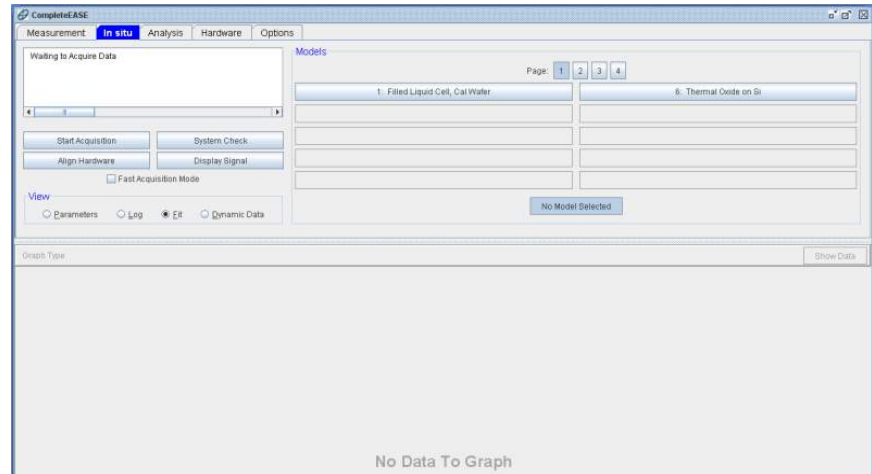 CompleteEASE
Measurement In situ Analysis Hardware Options
Waiting to Acquire Data
Start Acquisition System Check
Align Hardware Display Signal
Fast Acquisition Mode
View
Parameters Log Fit Dynamic Data
Models
Page: 1 2 3 4
1: Filled Liquid Cell, Cal Wafer 6: Thermal Oxide on Si
No Model Selected
Graph Type Show Data
No Data To Graph